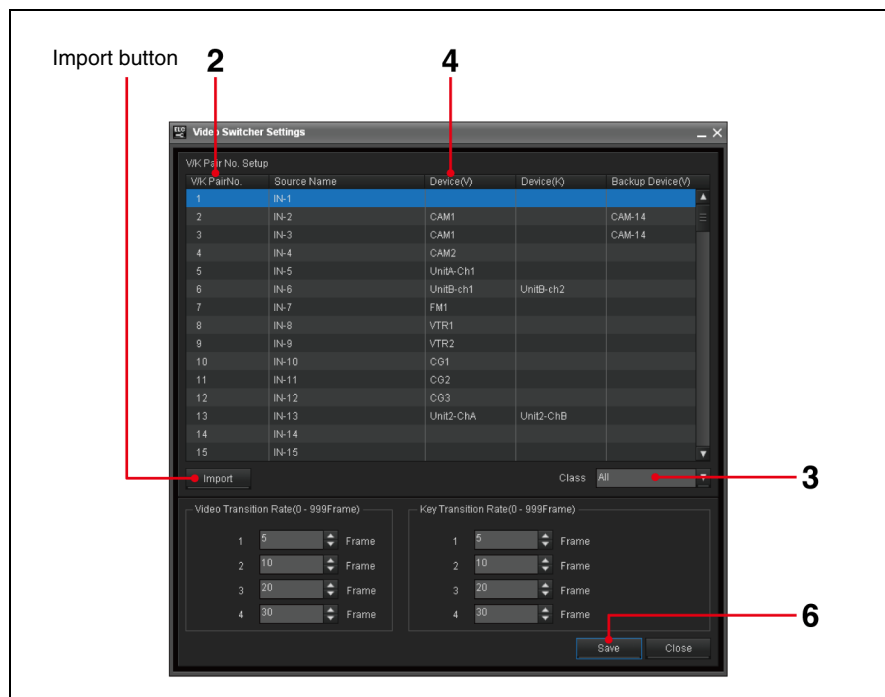 Import button 2 4
ELC Video Switcher Settings
V/K Pair No. Setup
V/K PairNo. Source Name Device(V) Device(K) Backup Device(V)
1 IN-1
2 IN-2 CAM1 CAM-14
3 IN-3 CAM1 CAM-14
4 IN-4 CAM2
5 IN-5 UnitA-Ch1
6 IN-6 UnitB-ch1 UnitB-ch2
7 IN-7 FM1
8 IN-8 VTR1
9 IN-9 VTR2
10 IN-10 CG1
11 IN-11 CG2
12 IN-12 CG3
13 IN-13 Unit2-ChA Unit2-ChB
14 IN-14
15 IN-15
Import Class All 3
Video Transition Rate(0 - 999Frame) Key Transition Rate(0 - 999Frame)
1 5 Frame 1 5 Frame
2 10 Frame 2 10 Frame
3 20 Frame 3 20 Frame
4 30 Frame 4 30 Frame
6
Save Close